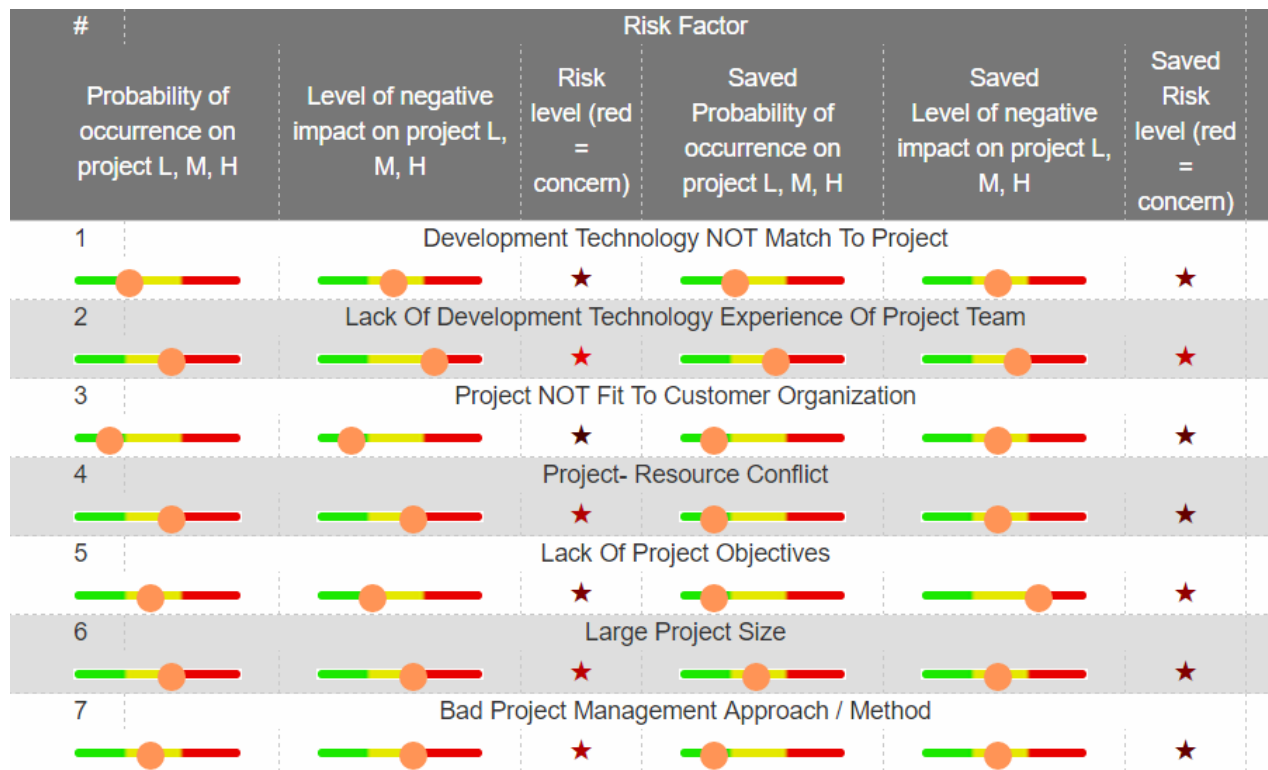 # Risk Factor
Probability of
occurrence on
project L, M, H
Level of negative
impact on project L,
M, H
Risk
level (red
=
concern)
Saved
Probability of
occurrence on
project L, M, H
Saved
Level of negative
impact on project L,
M, H
Saved
Risk
level (red
=
concern)
1 Development Technology NOT Match To Project
2 Lack Of Development Technology Experience Of Project Team
3 Project NOT Fit To Customer Organization
4 Project- Resource Conflict
5 Lack Of Project Objectives
6 Large Project Size
7 Bad Project Management Approach / Method